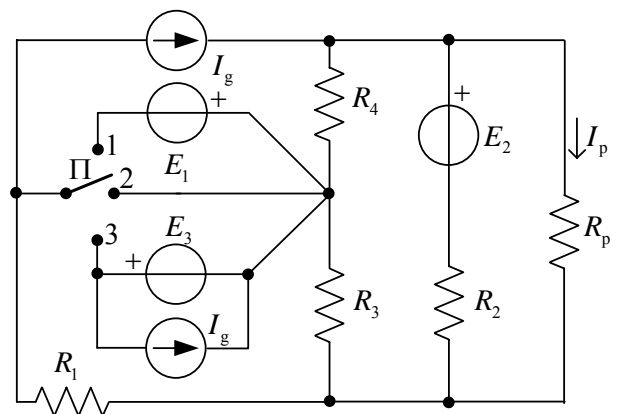 I_g
+
R_4
+
1
E_1
E_2
I_p
П
2
3
E_3
+
R_p
R_3
R_2
I_g
R_1